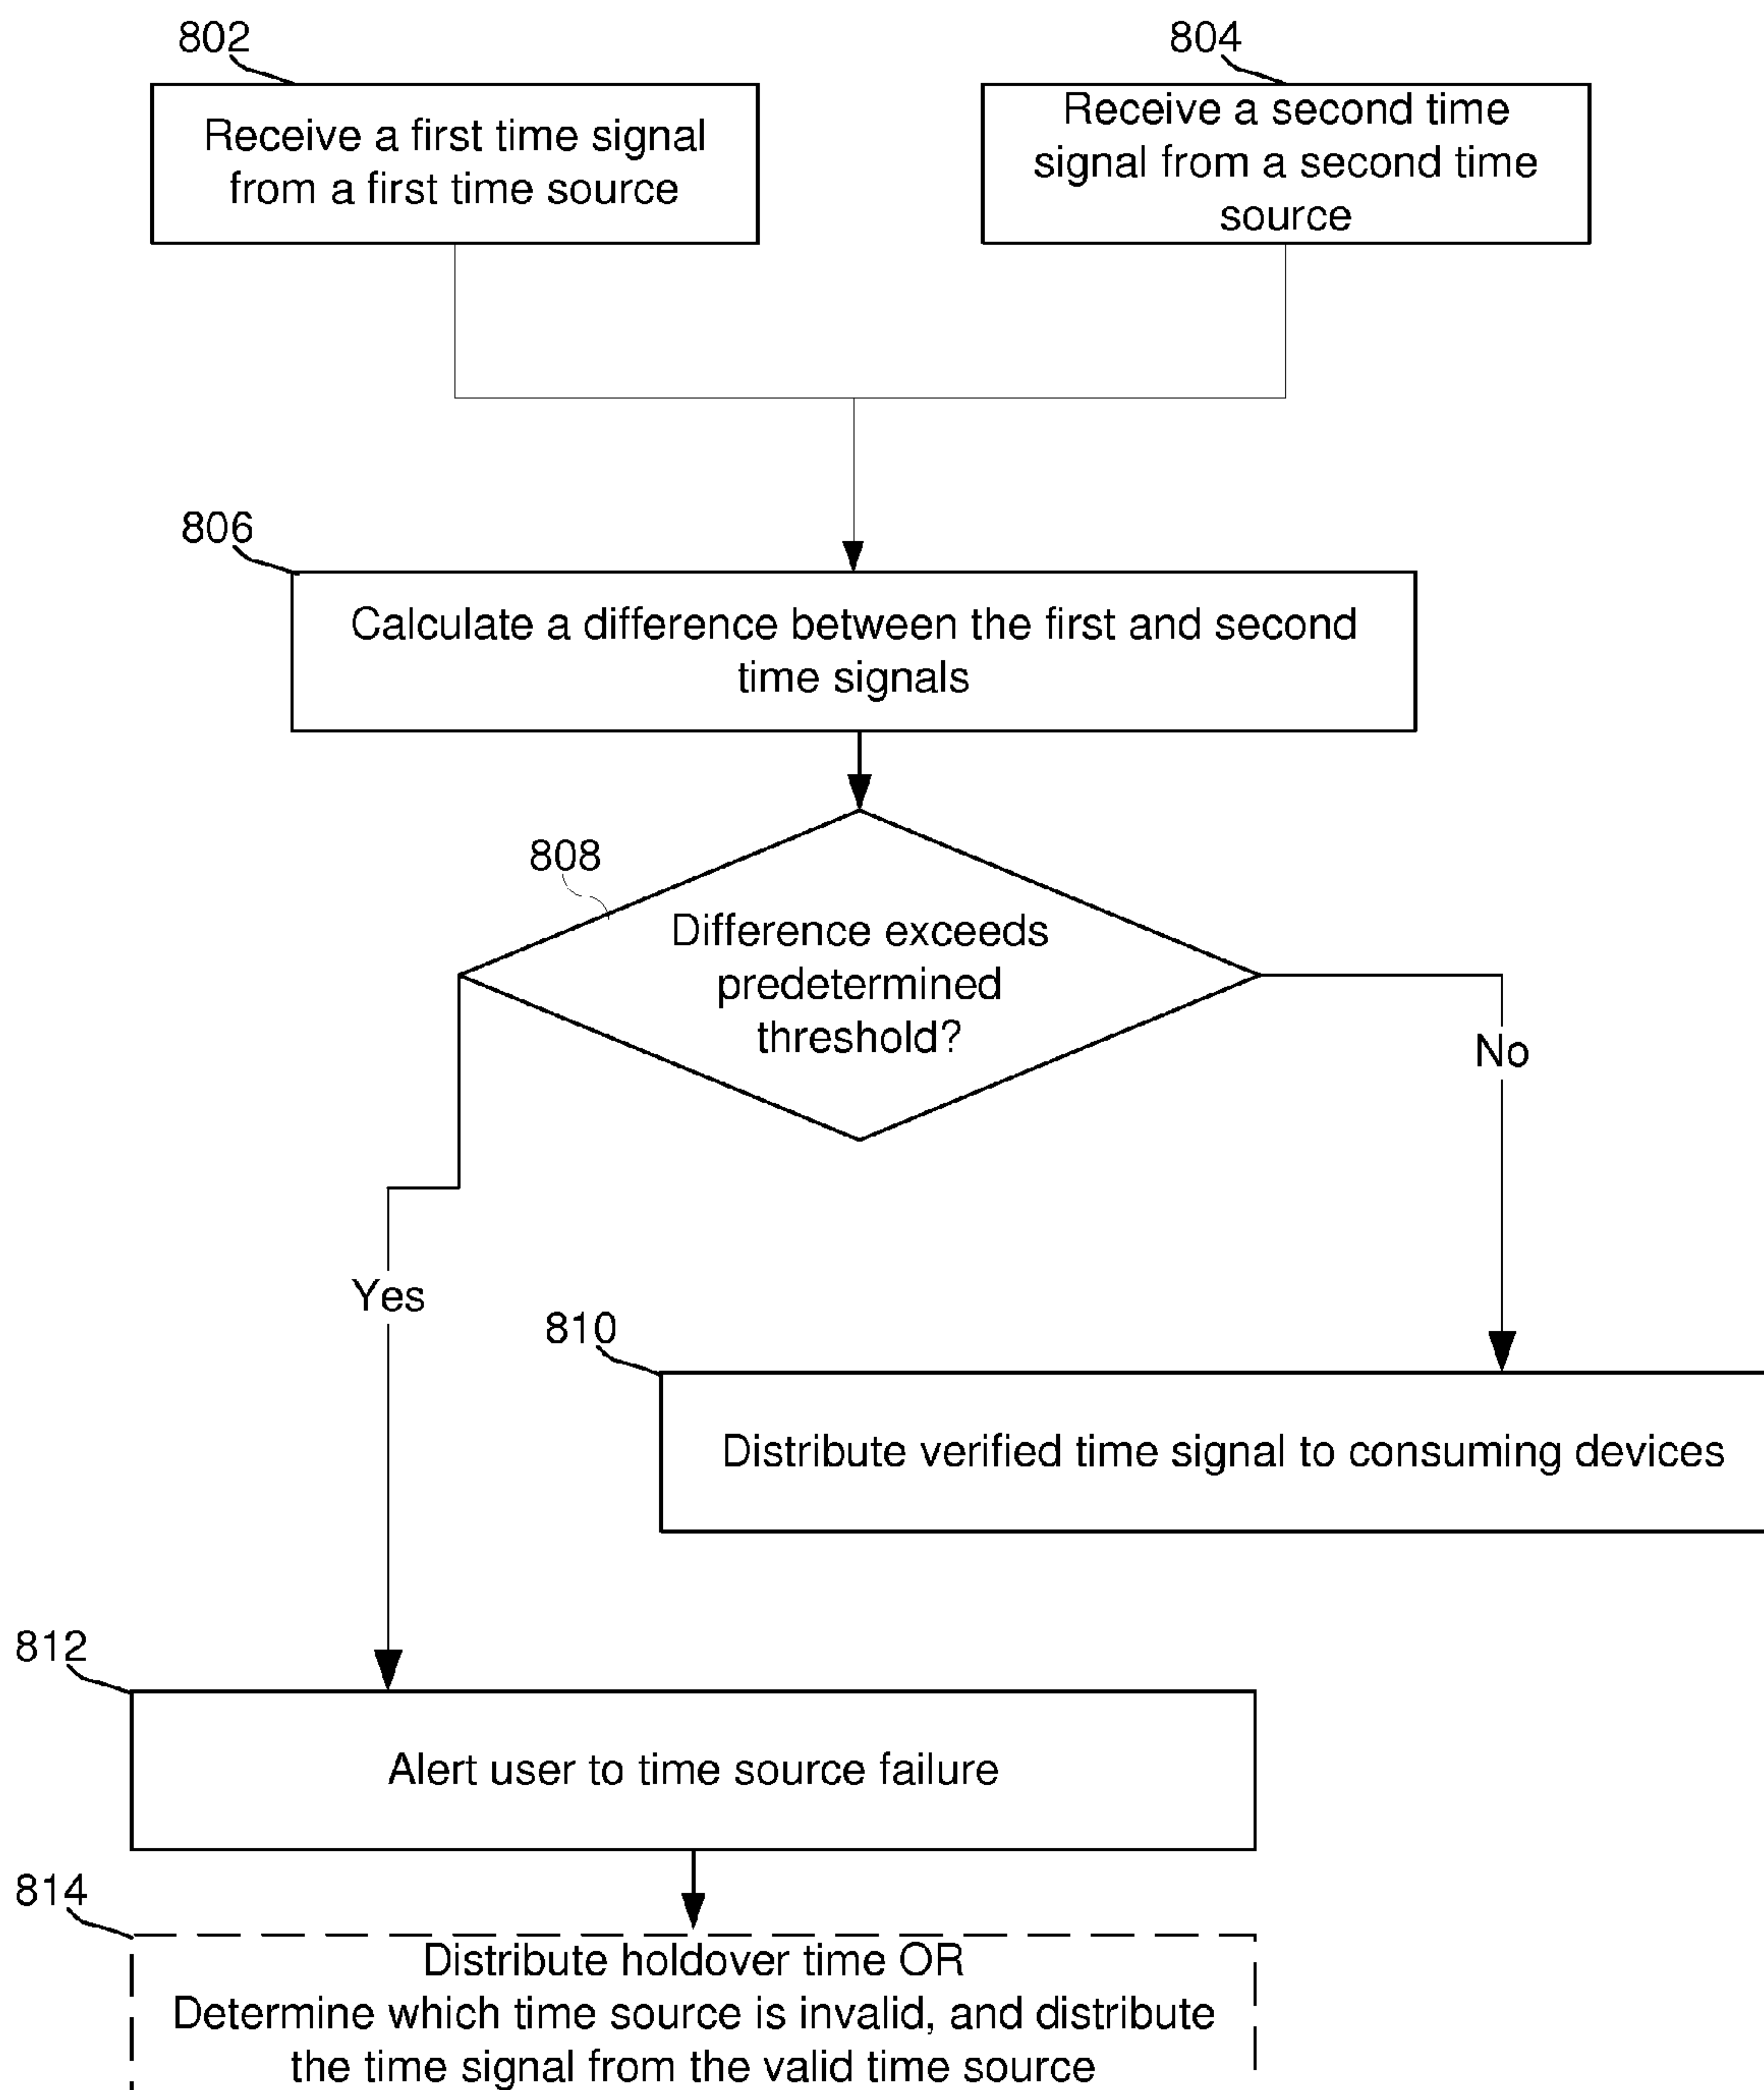 802
Receive a first time signal
from a first time source
804
Receive a second time
signal from a second time
source
806
Calculate a difference between the first and second
time signals
808
Difference exceeds
predetermined
threshold?
No
Yes
810
Distribute verified time signal to consuming devices
812
Alert user to time source failure
814
Distribute holdover time OR
Determine which time source is invalid, and distribute
the time signal from the valid time source